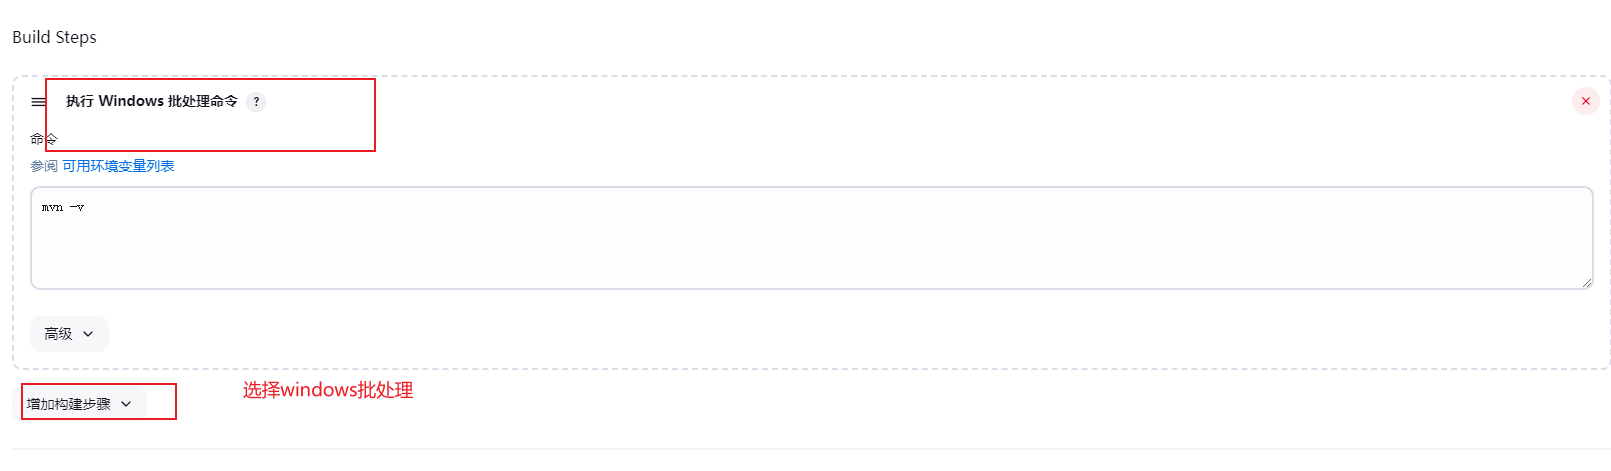 Build Steps
执行 Windows 批处理命令 ?
命令
参阅 可用环境变量列表
mvn -v
高级
选择windows批处理
增加构建步骤